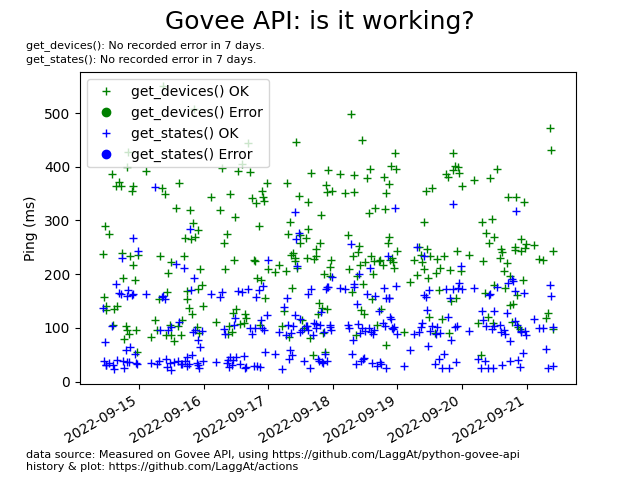 Govee API: is it working?
get_devices(): No recorded error in 7 days.
get_states(): No recorded error in 7 days.
get_devices() OK
get_devices() Error
get_states() OK
get_states() Error
500
400
300
200
100
0
Ping (ms)
2022-09-15
2022-09-16
2022-09-17
2022-09-18
2022-09-19
2022-09-20
2022-09-21
data source: Measured on Govee API, using https://github.com/LaggAt/python-govee-api
history & plot: https://github.com/LaggAt/actions